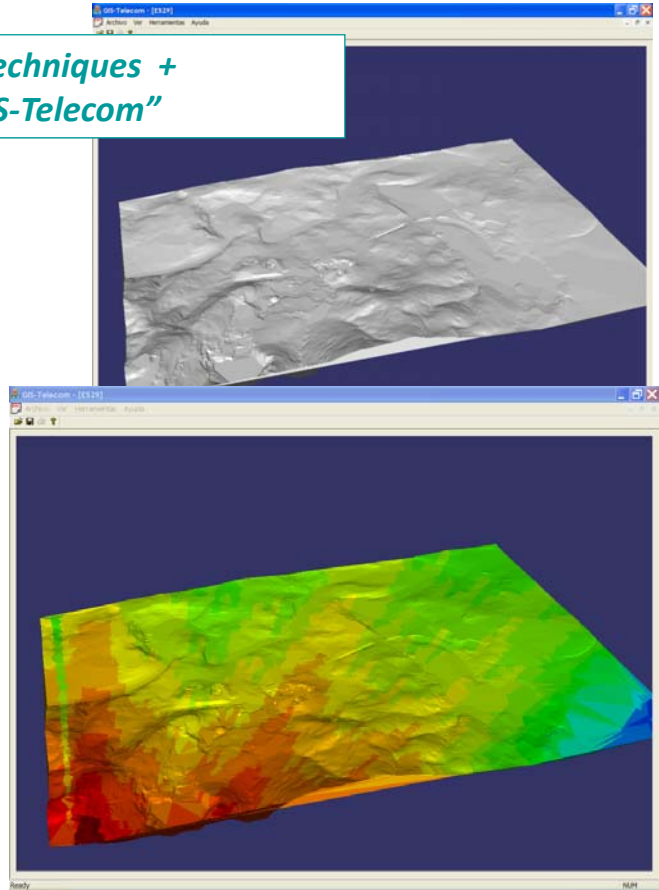 GIS-Telecom - [ES29]
Archivo Ver Herramientas Ayuda
echniques +
S-Telecom”
GIS-Telecom - [ES29]
Archivo Ver Herramientas Ayuda
Ready NUM